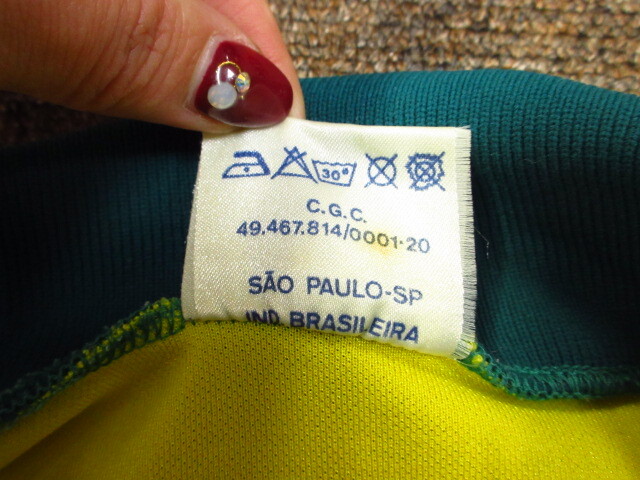 30°
C.G.C.
49.467.814/0001-20
SÃO PAULO-SP
IND BRASILEIRA